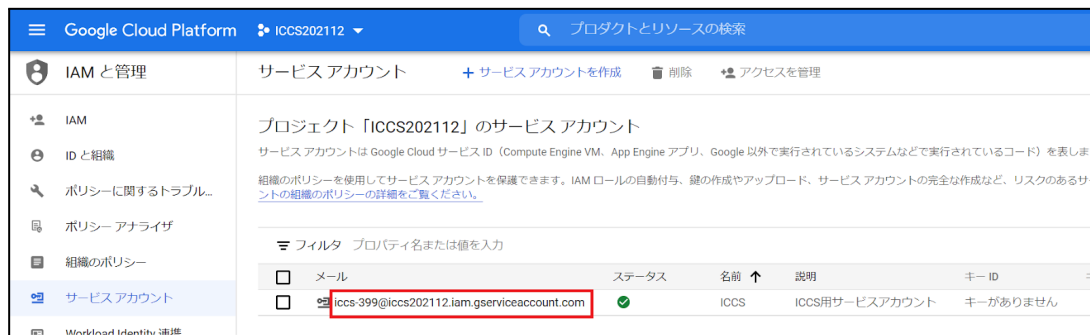 Google Cloud Platform ICCS202112 プロダクトとリソースの検索
IAM と管理 サービス アカウント + サービス アカウントを作成 削除 アクセスを管理
IAM
プロジェクト「ICCS202112」のサービス アカウント
ID と組織
サービス アカウントは Google Cloud サービス ID（Compute Engine VM、App Engine アプリ、Google 以外で実行されているシステムなどで実行されているコード）を表しま
ポリシーに関するトラブル...
組織のポリシーを使用してサービス アカウントを保護できます。IAM ロールの自動付与、鍵の作成やアップロード、サービス アカウントの完全な作成など、リスクのあるサー
ントの組織のポリシーの詳細をご覧ください。
ポリシー アナライザ
フィルタ プロパティ名または値を入力
組織のポリシー
メール ステータス 名前 説明 キー ID
サービス アカウント
iccs-399@iccs202112.iam.gserviceaccount.com ICCS ICCS用サービスアカウント キーがありません
Workload Identity 連携